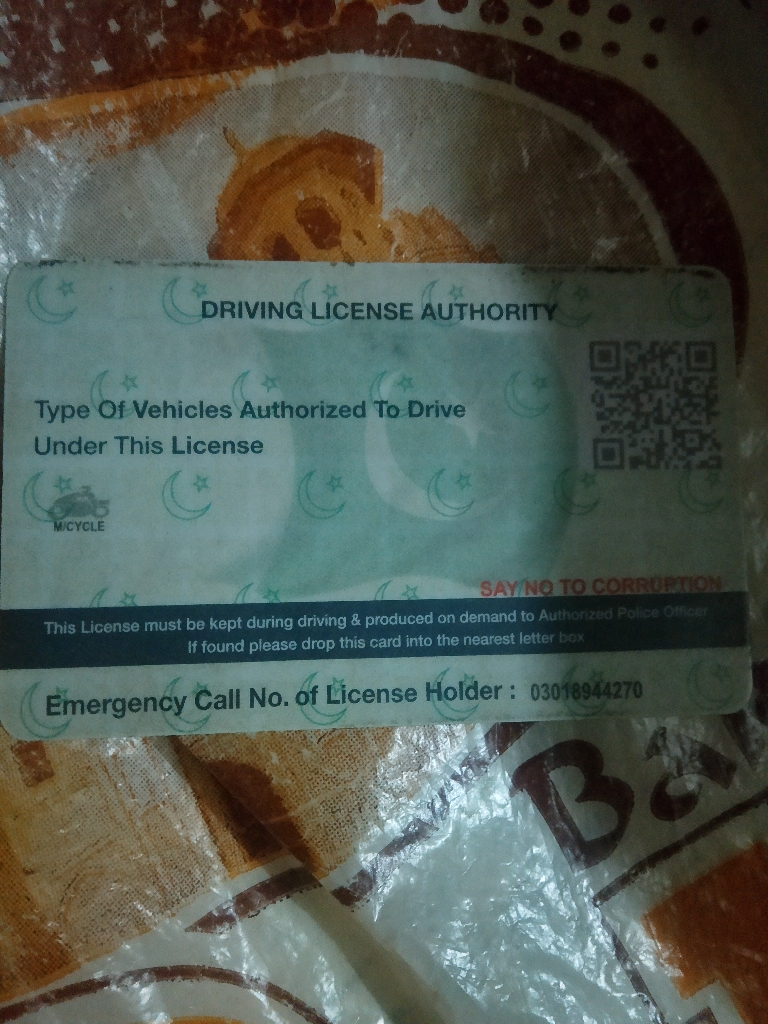 DRIVING LICENSE AUTHORITY
Type Of Vehicles Authorized To Drive
Under This License
M/CYCLE
SAY NO TO CORRUPTION
This License must be kept during driving & produced on demand to Authorized Police Officer
If found please drop this card into the nearest letter box
Emergency Call No. of License Holder : 03018944270